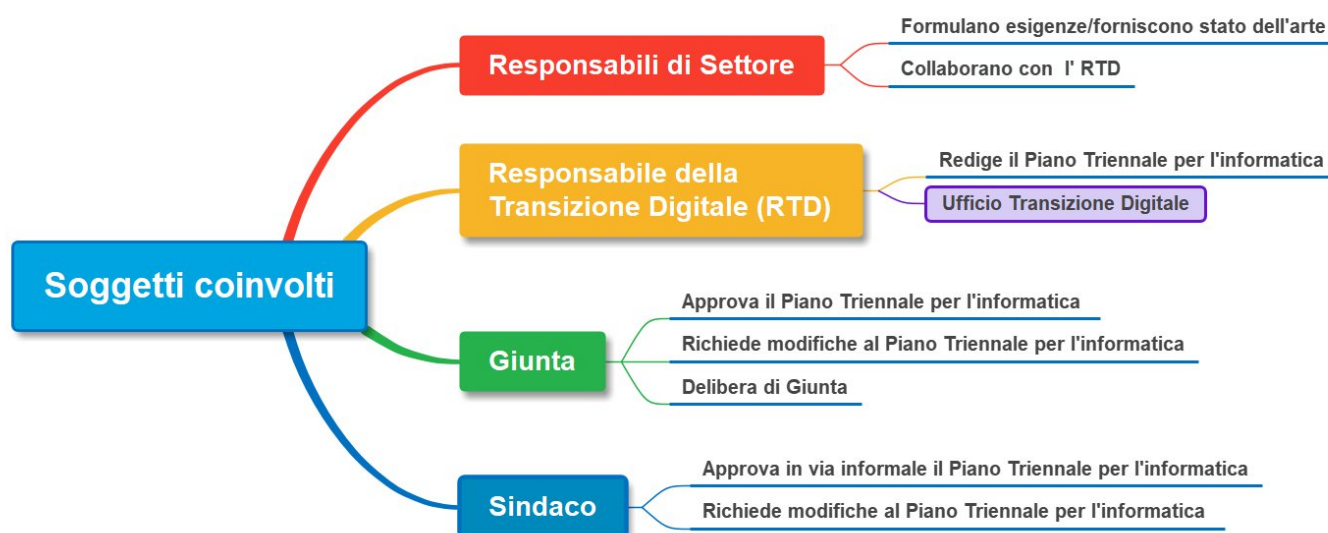 Soggetti coinvolti
Responsabili di Settore
Formulano esigenze/forniscono stato dell'arte
Collaborano con l' RTD
Responsabile della
Transizione Digitale (RTD)
Redige il Piano Triennale per l'informatica
Ufficio Transizione Digitale
Giunta
Approva il Piano Triennale per l'informatica
Richiede modifiche al Piano Triennale per l'informatica
Delibera di Giunta
Sindaco
Approva in via informale il Piano Triennale per l'informatica
Richiede modifiche al Piano Triennale per l'informatica